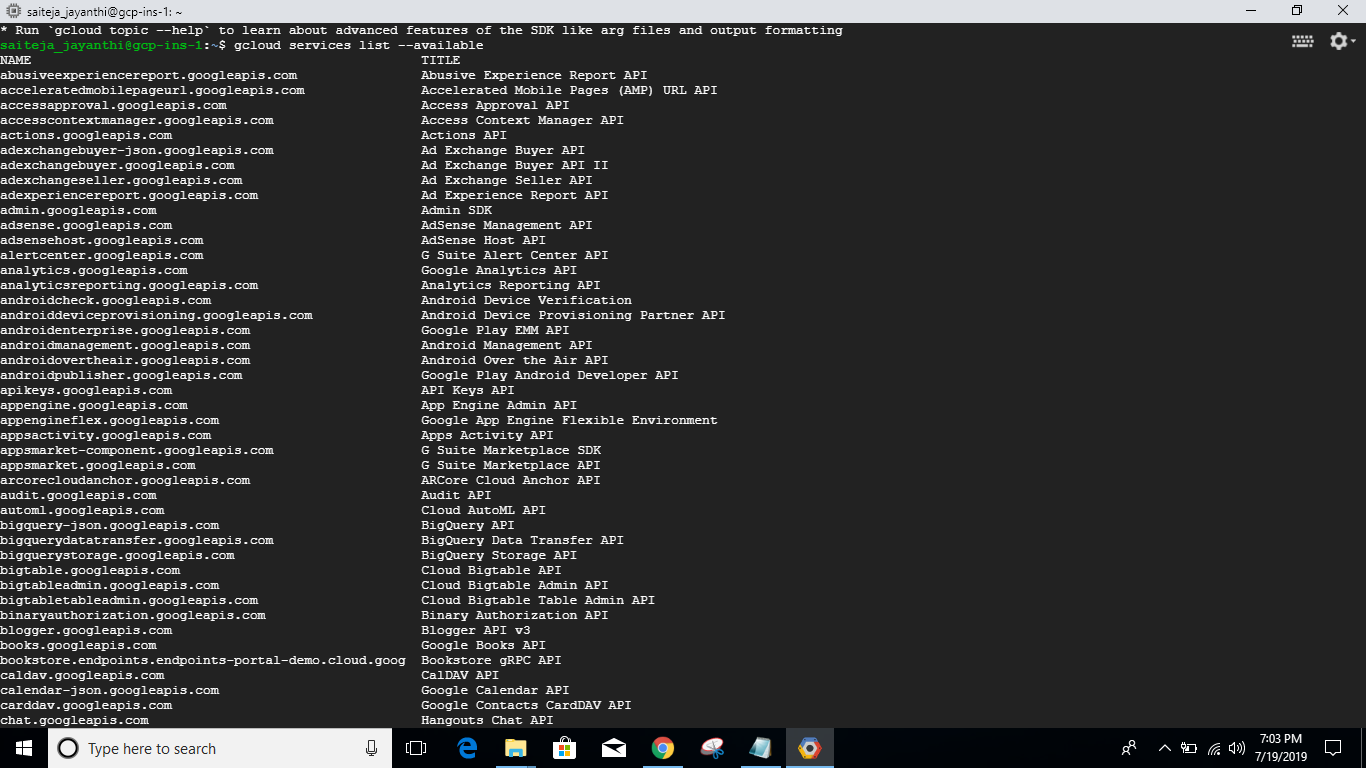 saiteja_jayanthi@gcp-ins-1: ~
* Run `gcloud topic --help` to learn about advanced features of the SDK like arg files and output formatting
saiteja_jayanthi@gcp-ins-1:~$ gcloud services list --available
NAME TITLE
abusiveexperiencereport.googleapis.com Abusive Experience Report API
acceleratedmobilepageurl.googleapis.com Accelerated Mobile Pages (AMP) URL API
accessapproval.googleapis.com Access Approval API
accesscontextmanager.googleapis.com Access Context Manager API
actions.googleapis.com Actions API
adexchangebuyer-json.googleapis.com Ad Exchange Buyer API
adexchangebuyer.googleapis.com Ad Exchange Buyer API II
adexchangeseller.googleapis.com Ad Exchange Seller API
adexperiencereport.googleapis.com Ad Experience Report API
admin.googleapis.com Admin SDK
adsense.googleapis.com AdSense Management API
adsensehost.googleapis.com AdSense Host API
alertcenter.googleapis.com G Suite Alert Center API
analytics.googleapis.com Google Analytics API
analyticsreporting.googleapis.com Analytics Reporting API
androidcheck.googleapis.com Android Device Verification
androiddeviceprovisioning.googleapis.com Android Device Provisioning Partner API
androidenterprise.googleapis.com Google Play EMM API
androidmanagement.googleapis.com Android Management API
androidovertheair.googleapis.com Android Over the Air API
androidpublisher.googleapis.com Google Play Android Developer API
apikeys.googleapis.com API Keys API
appengine.googleapis.com App Engine Admin API
appengineflex.googleapis.com Google App Engine Flexible Environment
appsactivity.googleapis.com Apps Activity API
appsmarket-component.googleapis.com G Suite Marketplace SDK
appsmarket.googleapis.com G Suite Marketplace API
arcorecloudanchor.googleapis.com ARCore Cloud Anchor API
audit.googleapis.com Audit API
automl.googleapis.com Cloud AutoML API
bigquery-json.googleapis.com BigQuery API
bigquerydatatransfer.googleapis.com BigQuery Data Transfer API
bigquerystorage.googleapis.com BigQuery Storage API
bigtable.googleapis.com Cloud Bigtable API
bigtableadmin.googleapis.com Cloud Bigtable Admin API
bigtabletableadmin.googleapis.com Cloud Bigtable Table Admin API
binaryauthorization.googleapis.com Binary Authorization API
blogger.googleapis.com Blogger API v3
books.googleapis.com Google Books API
bookstore.endpoints.endpoints-portal-demo.cloud.goog Bookstore gRPC API
caldav.googleapis.com CalDAV API
calendar-json.googleapis.com Google Calendar API
carddav.googleapis.com Google Contacts CardDAV API
chat.googleapis.com Hangouts Chat API
Type here to search
7:03 PM
7/19/2019